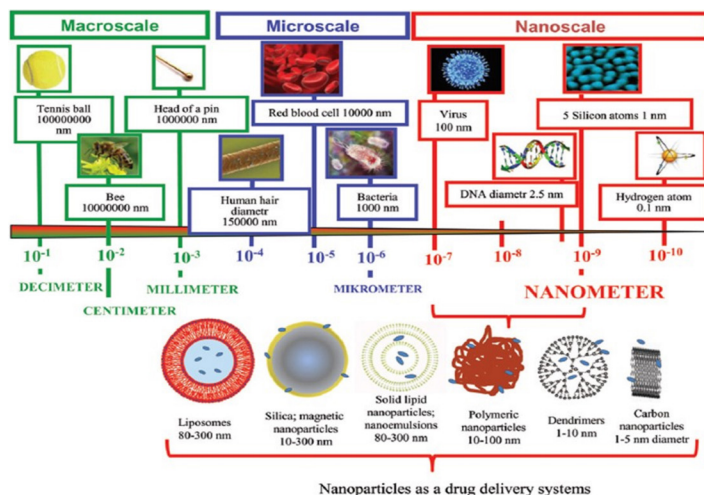 Macroscale
Microscale
Nanoscale
Tennis ball
100000000
nm
Head of a pin
1000000 nm
Red blood cell 10000 nm
Virus
100 nm
5 Silicon atoms 1 nm
Bee
10000000 nm
Human hair
diametr
150000 nm
Bacteria
1000 nm
DNA diametr 2.5 nm
Hydrogen atom
0.1 nm
10-1
10-2
10-3
10-4
10-5
10-6
10-7
10-8
10-9
10-10
DECIMETER
CENTIMETER
MILLIMETER
MIKROMETER
NANOMETER
Liposomes
80-300 nm
Silica; magnetic
nanoparticles
10-300 nm
Solid lipid
nanoparticles;
nanoemulsions
80-300 nm
Polymeric
nanoparticles
10-100 nm
Dendrimers
1-10 nm
Carbon
nanoparticles
1-5 nm diametr
Nanoparticles as a drug delivery systems